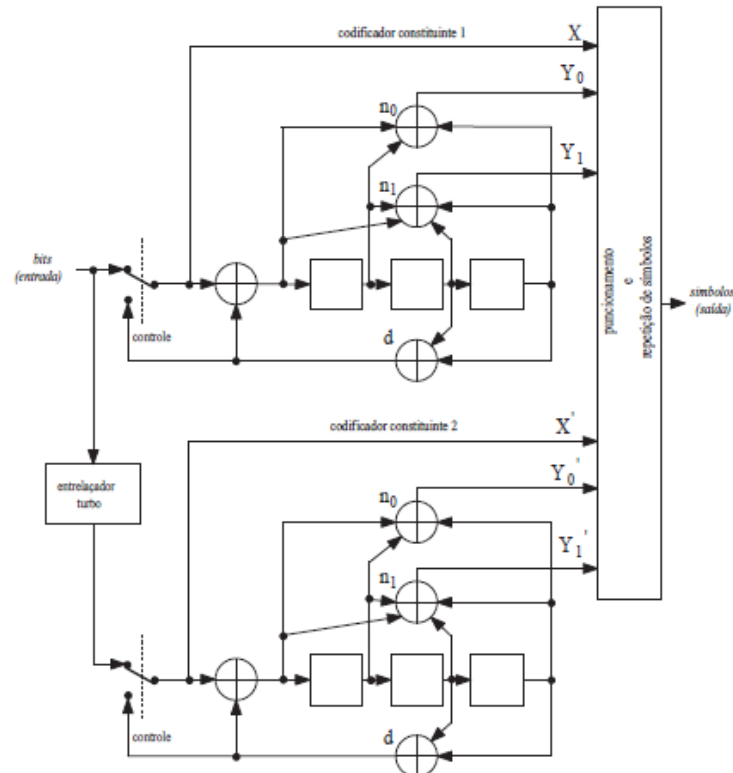 codificador constituinte 1
X
Y0
n0
Y1
n1
bits
(entrada)
controle
d
puncionamento
e
repetição de símbolos
símbolos
(saída)
codificador constituinte 2
X'
Y0'
entrelaçador
turbo
n0
Y1'
n1
controle
d